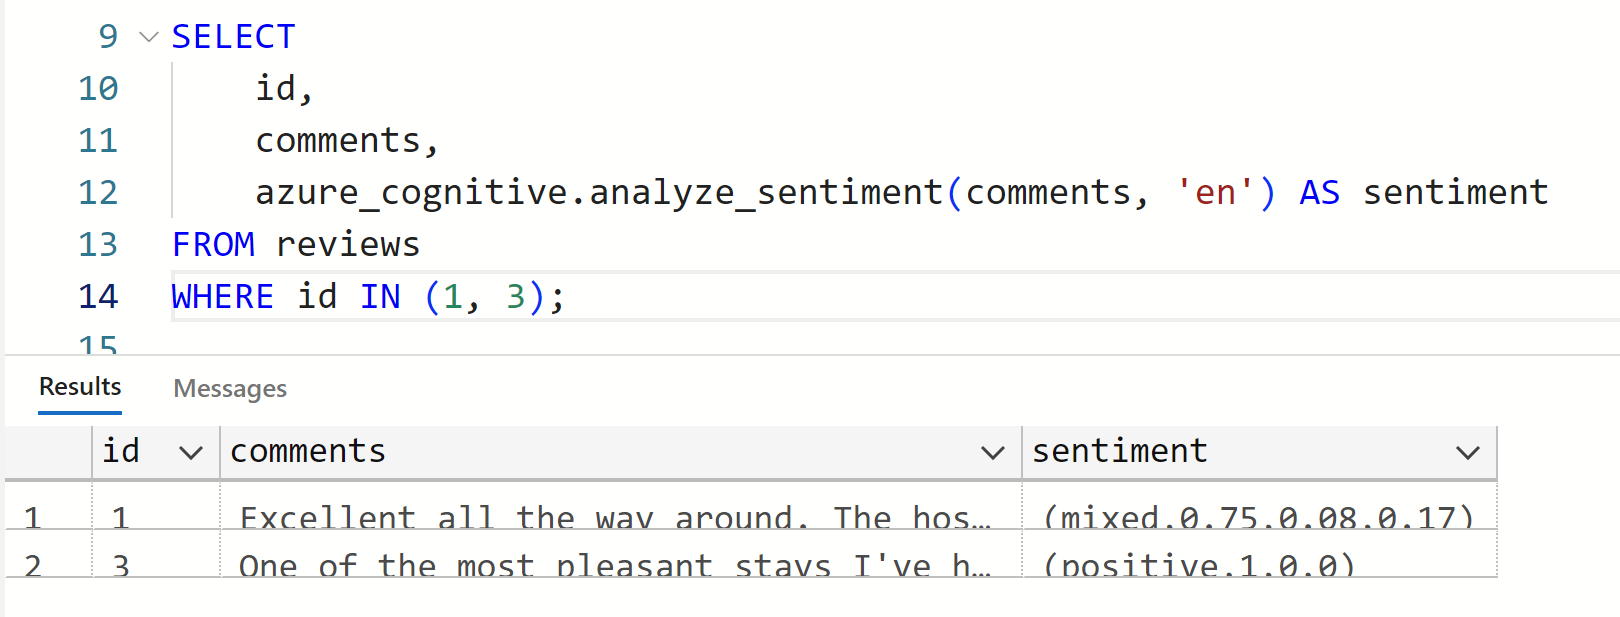 9 SELECT
10 id,
11 comments,
12 azure_cognitive.analyze_sentiment(comments, 'en') AS sentiment
13 FROM reviews
14 WHERE id IN (1, 3);
15
Results Messages
id comments sentiment
1 1 Excellent all the way around. The hos… (mixed,0.75,0.08,0.17)
2 3 One of the most pleasant stays I've h… (positive,1,0,0)